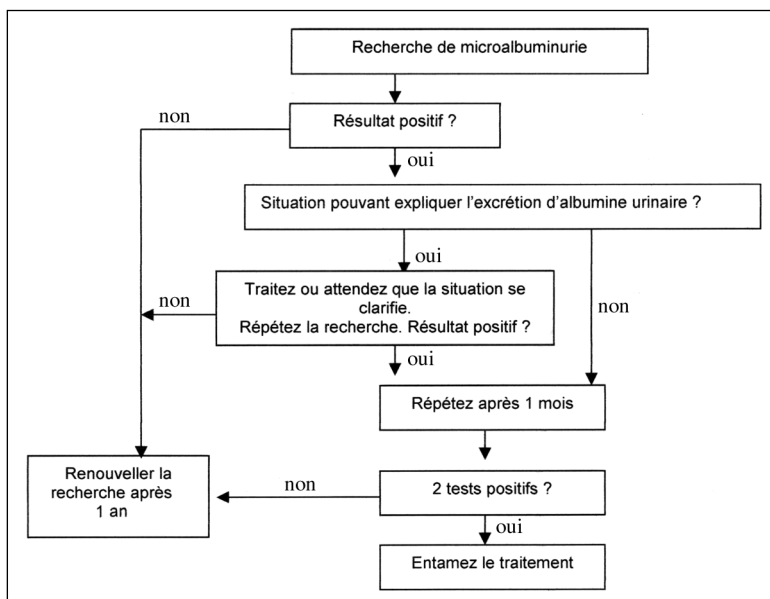 Recherche de microalbuminurie
Résultat positif ?
non
oui
Situation pouvant expliquer l'excrétion d'albumine urinaire ?
oui
non
Traitez ou attendez que la situation se
clarifie.
Répétez la recherche. Résultat positif ?
non
oui
Répétez après 1 mois
Renouveller la
recherche après
1 an
non
2 tests positifs ?
oui
Entamez le traitement